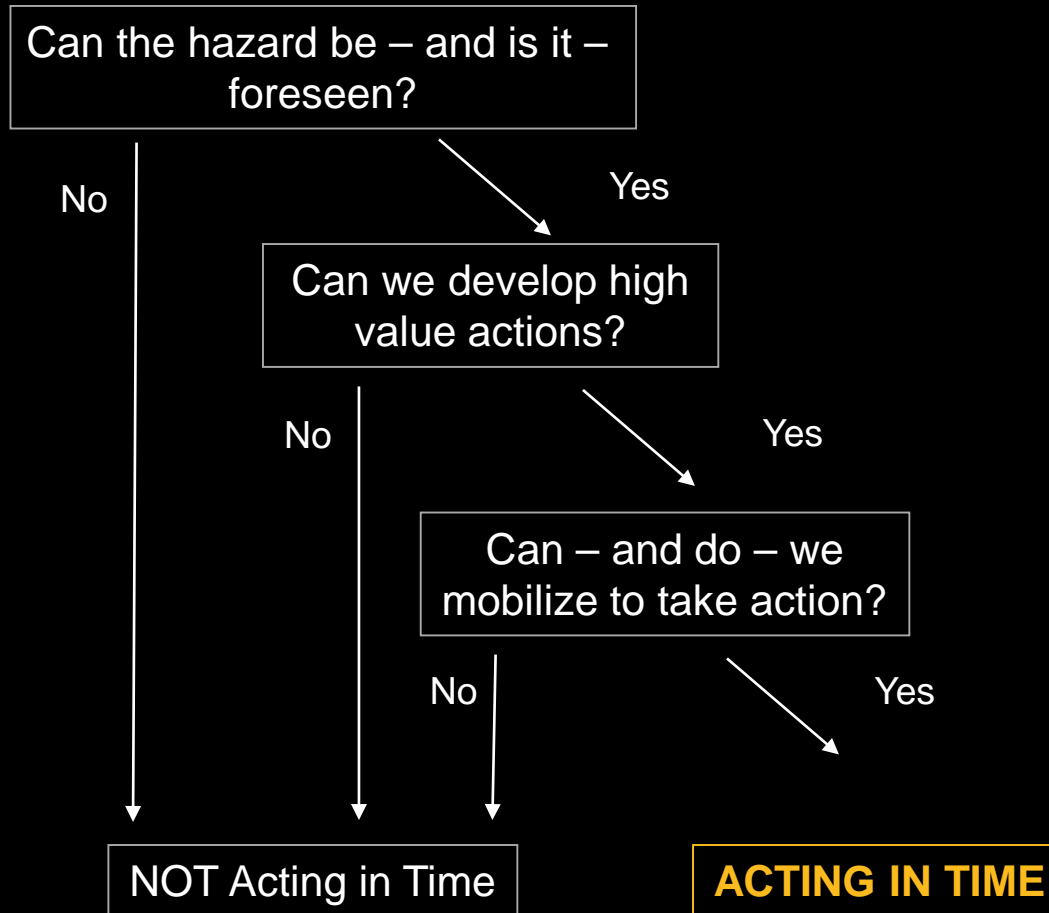 Can the hazard be – and is it –
foreseen?
No
Yes
Can we develop high
value actions?
No
Yes
Can – and do – we
mobilize to take action?
No
Yes
NOT Acting in Time
ACTING IN TIME